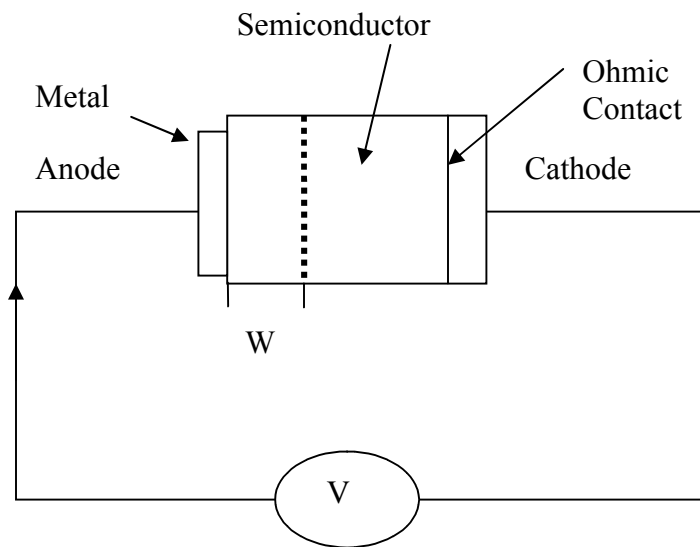 Semiconductor
Ohmic
Contact
Metal
Anode
Cathode
W
V